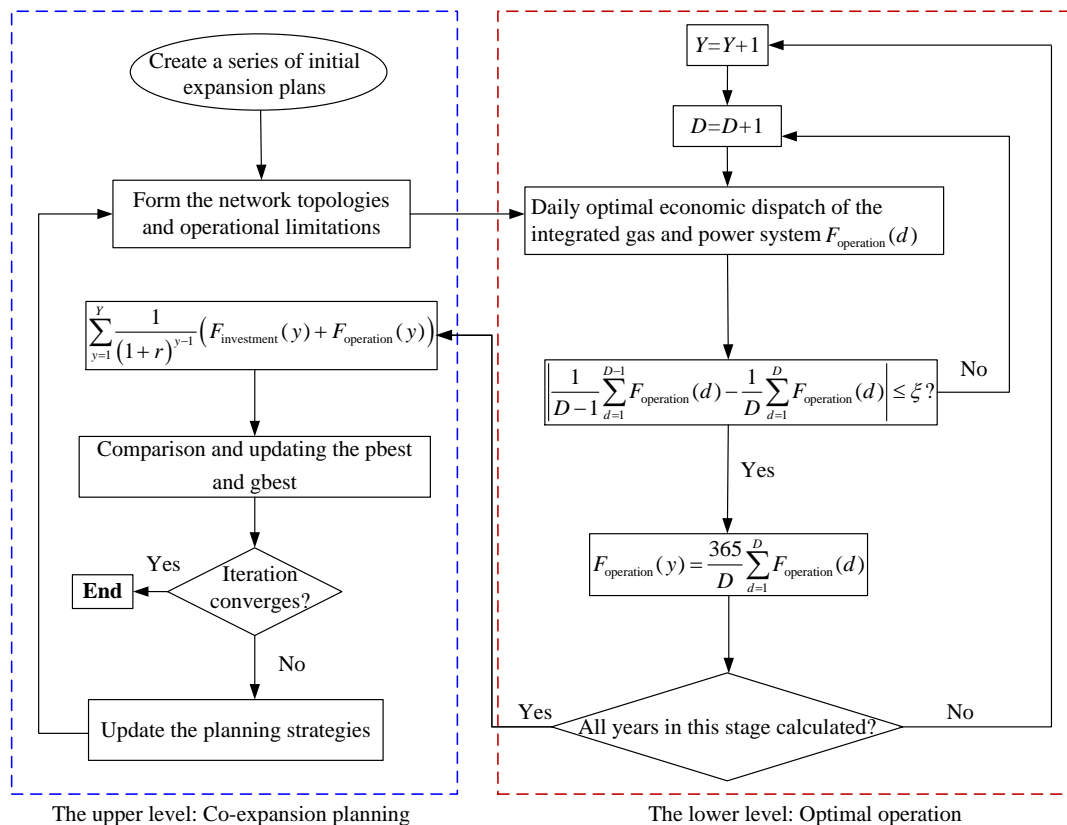 Create a series of initial
expansion plans
Form the network topologies
and operational limitations
\sum_{y=1}^{Y} \frac{1}{(1+r)^{y-1}} \left( F_{\text{investment}}(y) + F_{\text{operation}}(y) \right)
Comparison and updating the pbest
and gbest
Yes
Iteration
converges?
End
No
Update the planning strategies
The upper level: Co-expansion planning
Y=Y+1
D=D+1
Daily optimal economic dispatch of the
integrated gas and power system F_{\text{operation}}(d)
\left| \frac{1}{D-1} \sum_{d=1}^{D-1} F_{\text{operation}}(d) - \frac{1}{D} \sum_{d=1}^{D} F_{\text{operation}}(d) \right| \leq \xi ?
No
Yes
F_{\text{operation}}(y) = \frac{365}{D} \sum_{d=1}^{D} F_{\text{operation}}(d)
Yes
All years in this stage calculated?
No
The lower level: Optimal operation